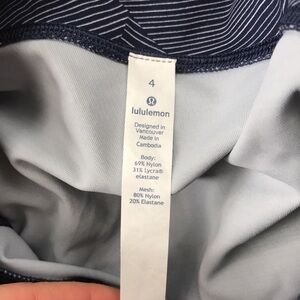 4
lululemon
Designed in
Vancouver
Made in
Cambodia
Body:
69% Nylon
31% Lycra®
elastane
Mesh:
80% Nylon
20% Elastane